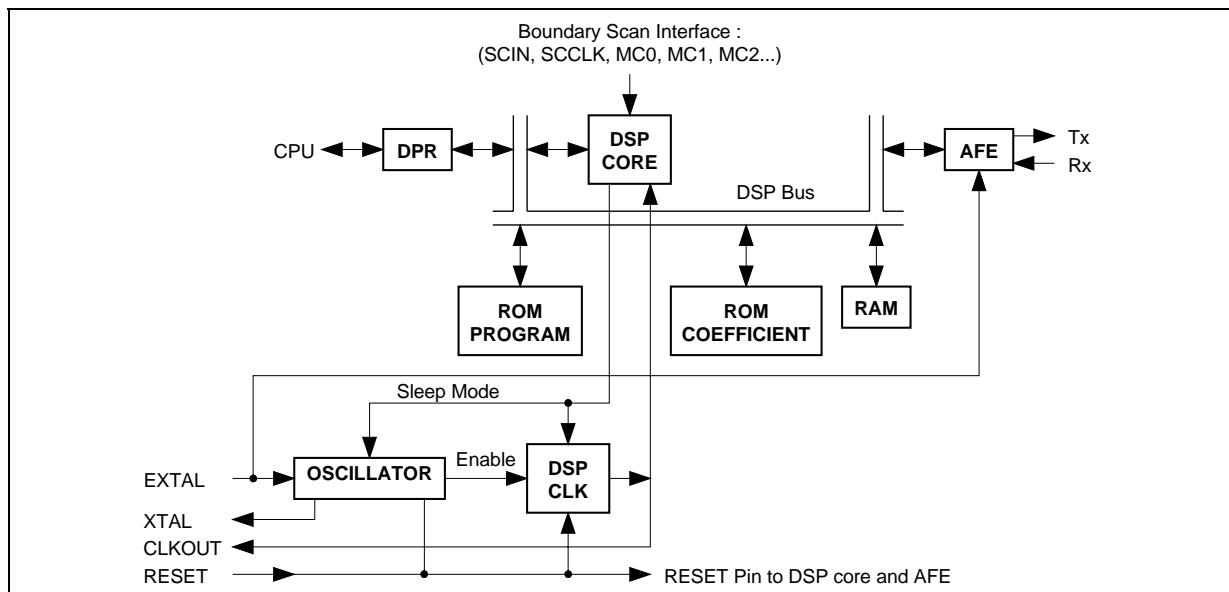 Boundary Scan Interface :
(SCIN, SCCLK, MC0, MC1, MC2...)
CPU
DPR
DSP
CORE
AFE
Tx
Rx
DSP Bus
ROM
PROGRAM
ROM
COEFFICIENT
RAM
Sleep Mode
EXTAL
OSCILLATOR
Enable
DSP
CLK
XTAL
CLKOUT
RESET
RESET Pin to DSP core and AFE